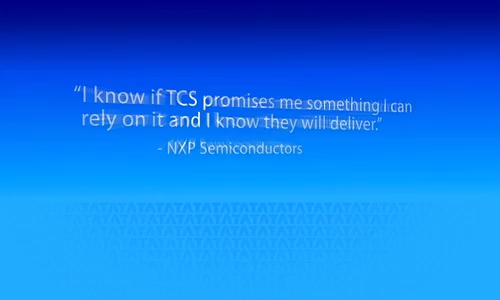 “I know if TCS promises me something I can
rely on it and I know they will deliver.”
- NXP Semiconductors